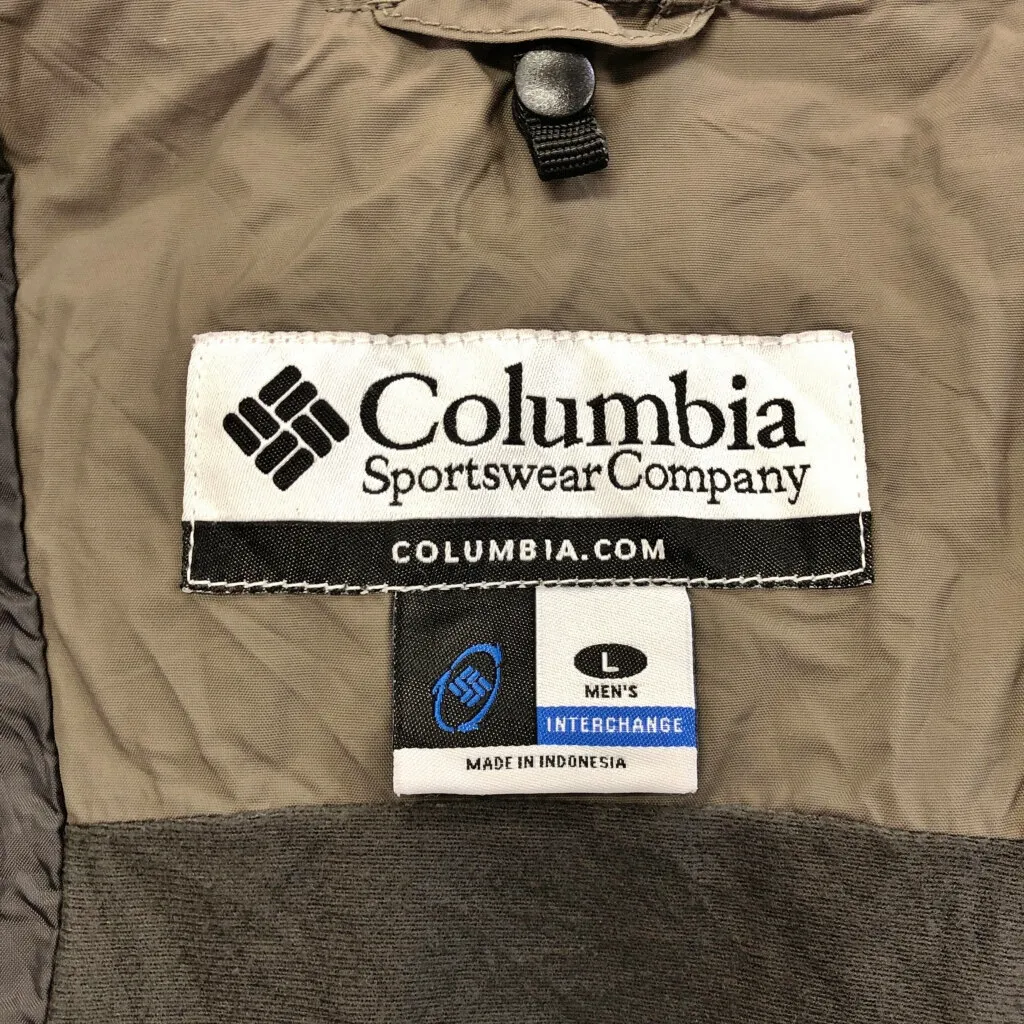 Columbia
Sportswear Company
COLUMBIA.COM
L
MEN'S
INTERCHANGE
MADE IN INDONESIA